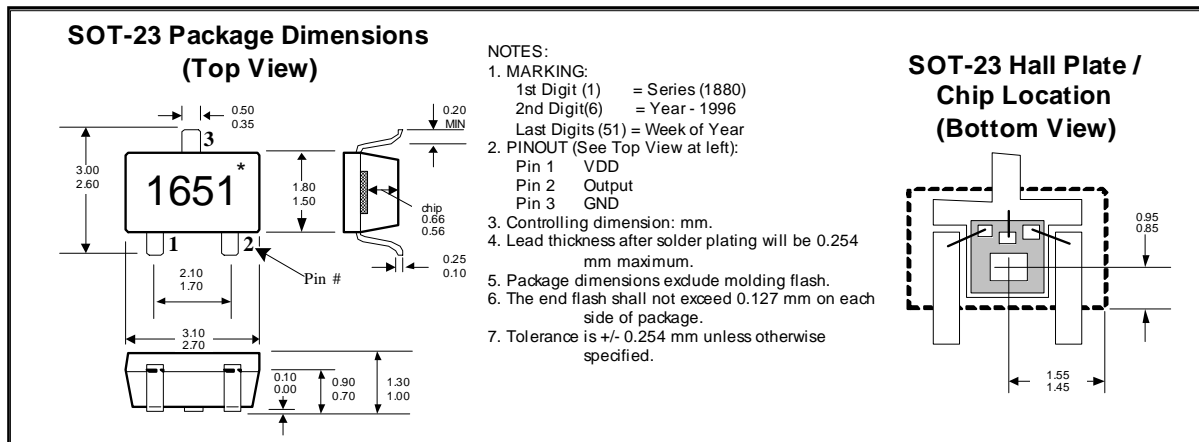 SOT-23 Package Dimensions
(Top View)
0.50
0.35
3
3.00
2.60
1651*
1
2
Pin #
2.10
1.70
3.10
2.70
1.80
1.50
0.20
MIN
chip
0.66
0.56
0.25
0.10
0.10
0.00
0.90
0.70
1.30
1.00
NOTES:
1. MARKING:
1st Digit (1) = Series (1880)
2nd Digit(6) = Year - 1996
Last Digits (51) = Week of Year
2. PINOUT (See Top View at left):
Pin 1 VDD
Pin 2 Output
Pin 3 GND
3. Controlling dimension: mm.
4. Lead thickness after solder plating will be 0.254
mm maximum.
5. Package dimensions exclude molding flash.
6. The end flash shall not exceed 0.127 mm on each
side of package.
7. Tolerance is +/- 0.254 mm unless otherwise
specified.
SOT-23 Hall Plate /
Chip Location
(Bottom View)
0.95
0.85
1.55
1.45